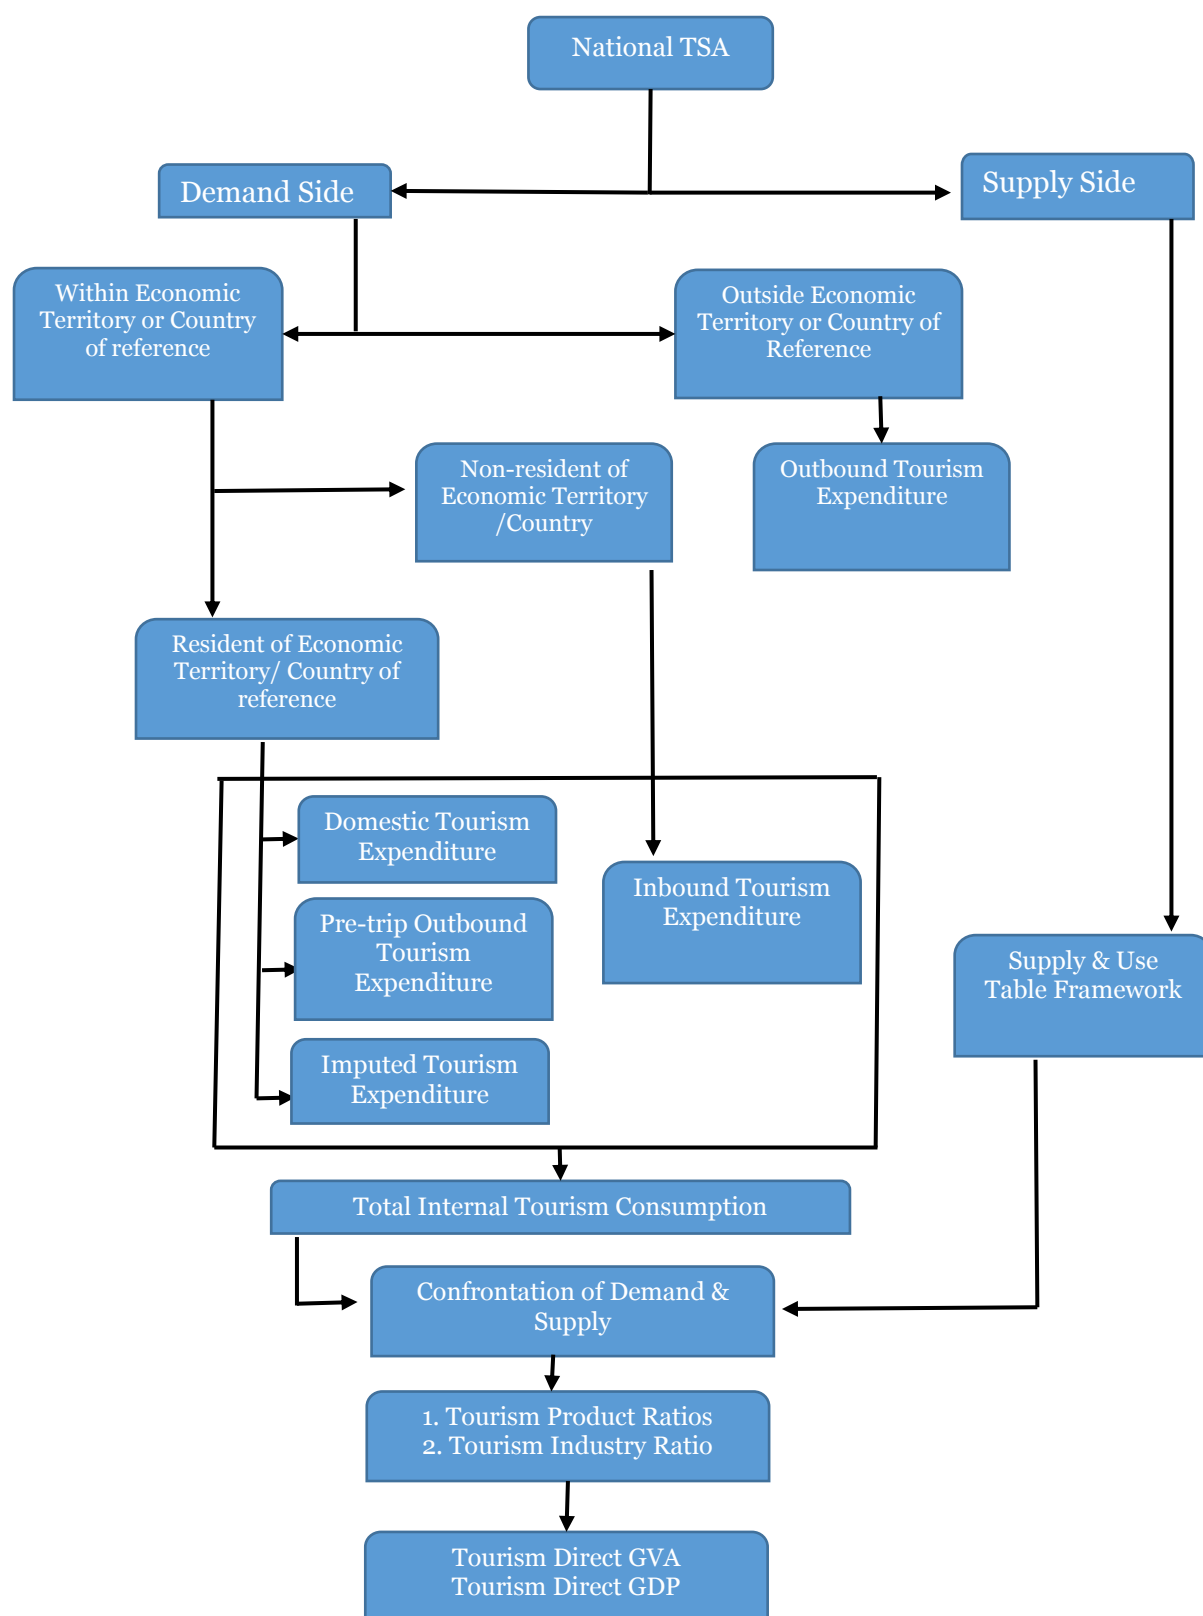 National TSA
Demand Side
Supply Side
Within Economic
Territory or Country
of reference
Outside Economic
Territory or Country of
Reference
Non-resident of
Economic Territory
/Country
Outbound Tourism
Expenditure
Resident of Economic
Territory/ Country of
reference
Domestic Tourism
Expenditure
Pre-trip Outbound
Tourism
Expenditure
Imputed Tourism
Expenditure
Inbound Tourism
Expenditure
Supply & Use
Table Framework
Total Internal Tourism Consumption
Confrontation of Demand &
Supply
1. Tourism Product Ratios
2. Tourism Industry Ratio
Tourism Direct GVA
Tourism Direct GDP